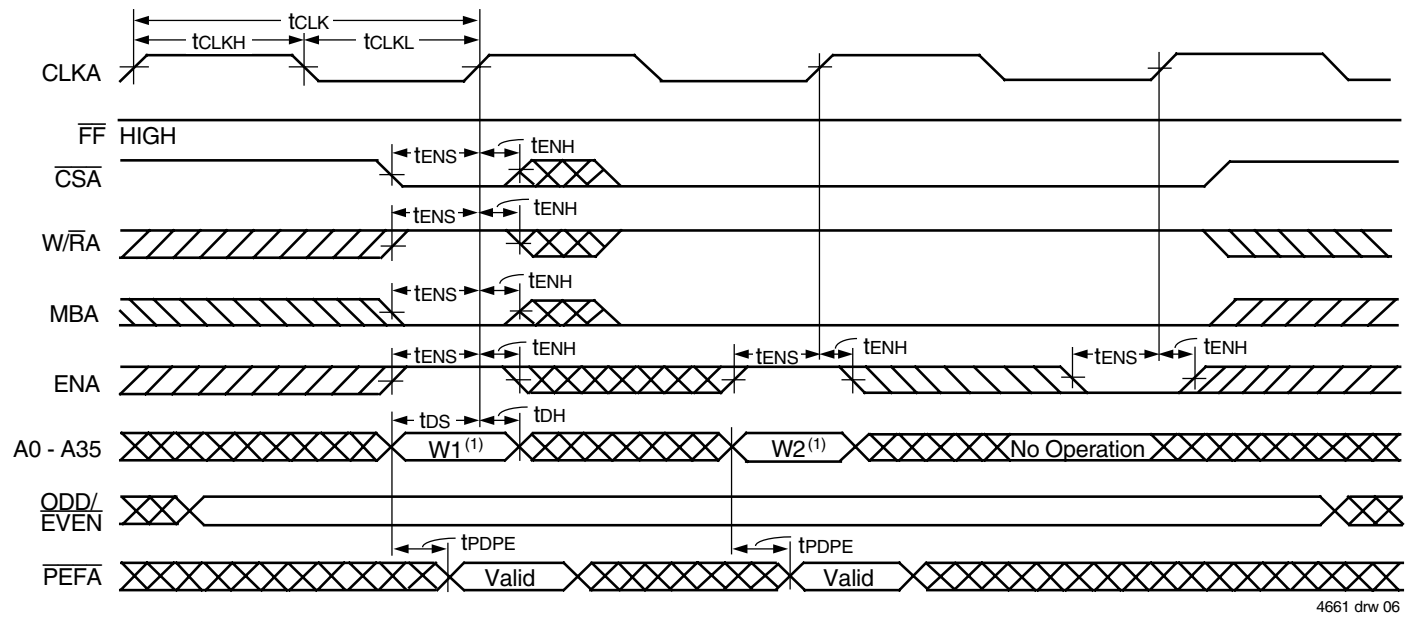 tCLK
tCLKH tCLKL
CLKA
FF HIGH
tENS tENH
CSA
tENS tENH
W/RA
tENS tENH
MBA
tENS tENH tENS tENH tENS tENH
ENA
tDS tDH
A0 - A35 W1(1) W2(1) No Operation
ODD/
EVEN
tPDPE tPDPE
PEFA Valid Valid
4661 drw 06